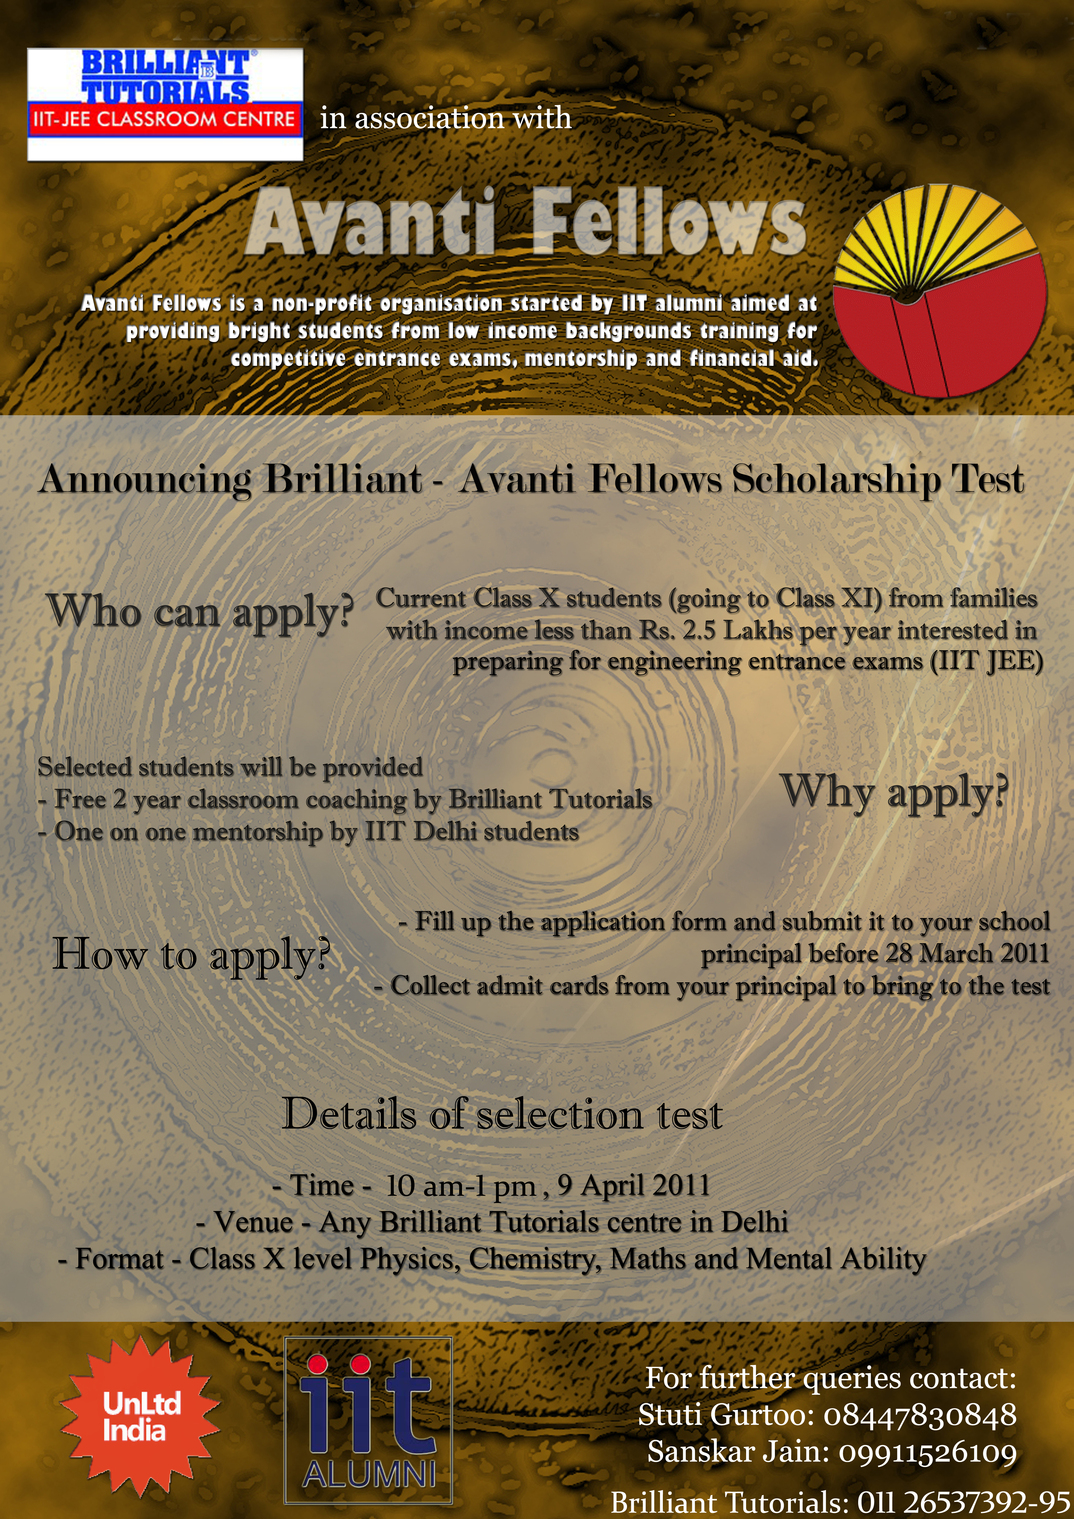 BRILLIANT
TUTORIALS
IIT-JEE CLASSROOM CENTRE
in association with
Avanti Fellows
Avanti Fellows is a non-profit organisation started by IIT alumni aimed at
providing bright students from low income backgrounds training for
competitive entrance exams, mentorship and financial aid.
Announcing Brilliant - Avanti Fellows Scholarship Test
Who can apply?
Current Class X students (going to Class XI) from families
with income less than Rs. 2.5 Lakhs per year interested in
preparing for engineering entrance exams (IIT JEE)
Why apply?
Selected students will be provided
- Free 2 year classroom coaching by Brilliant Tutorials
- One on one mentorship by IIT Delhi students
How to apply?
- Fill up the application form and submit it to your school
principal before 28 March 2011
- Collect admit cards from your principal to bring to the test
Details of selection test
- Time - 10 am-1 pm , 9 April 2011
- Venue - Any Brilliant Tutorials centre in Delhi
- Format - Class X level Physics, Chemistry, Maths and Mental Ability
UnLtd
India
iit
ALUMNI
For further queries contact:
Stuti Gurtoo: 08447830848
Sanskar Jain: 09911526109
Brilliant Tutorials: 011 26537392-95